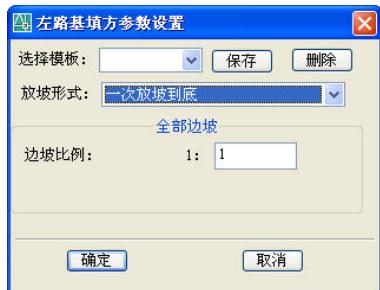 左路基填方参数设置
选择模板： 保存 删除
放坡形式： 一次放坡到底
全部边坡
边坡比例： 1： 1
确定 取消